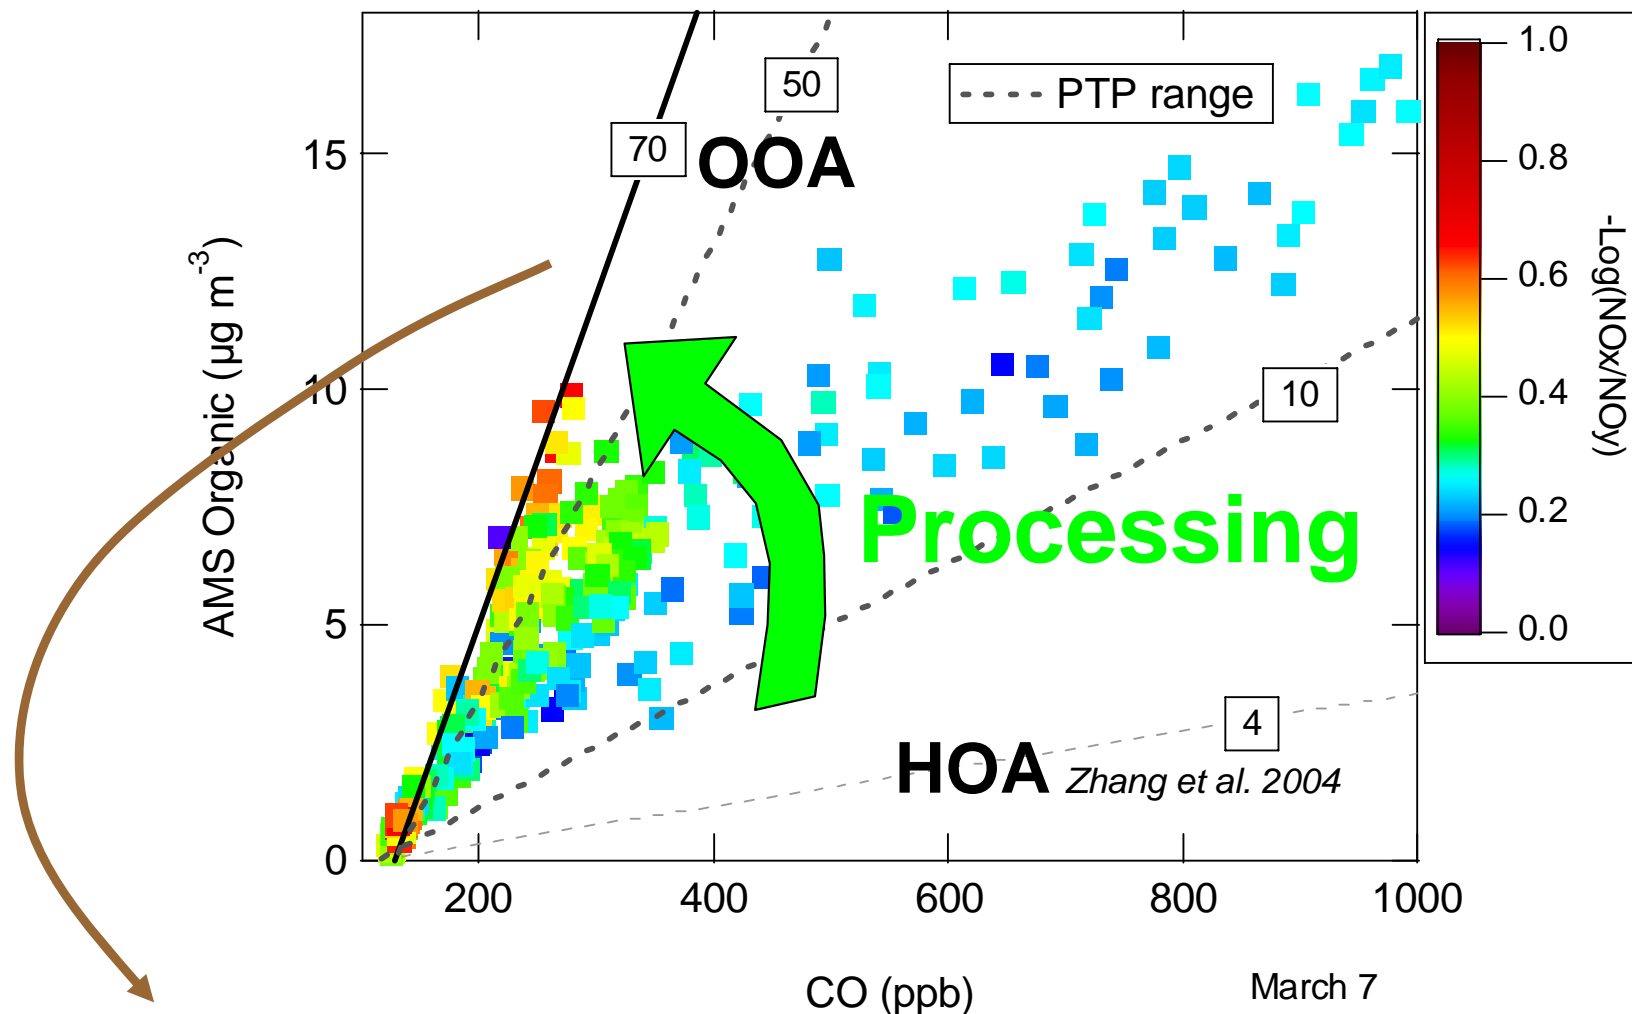 50
PTP range
70
OOA
15
10
5
0
AMS Organic (µg m-3)
10
Processing
4
HOA Zhang et al. 2004
200 400 600 800 1000
CO (ppb)
March 7
1.0
0.8
0.6
0.4
0.2
0.0
-Log(NOx/NOy)